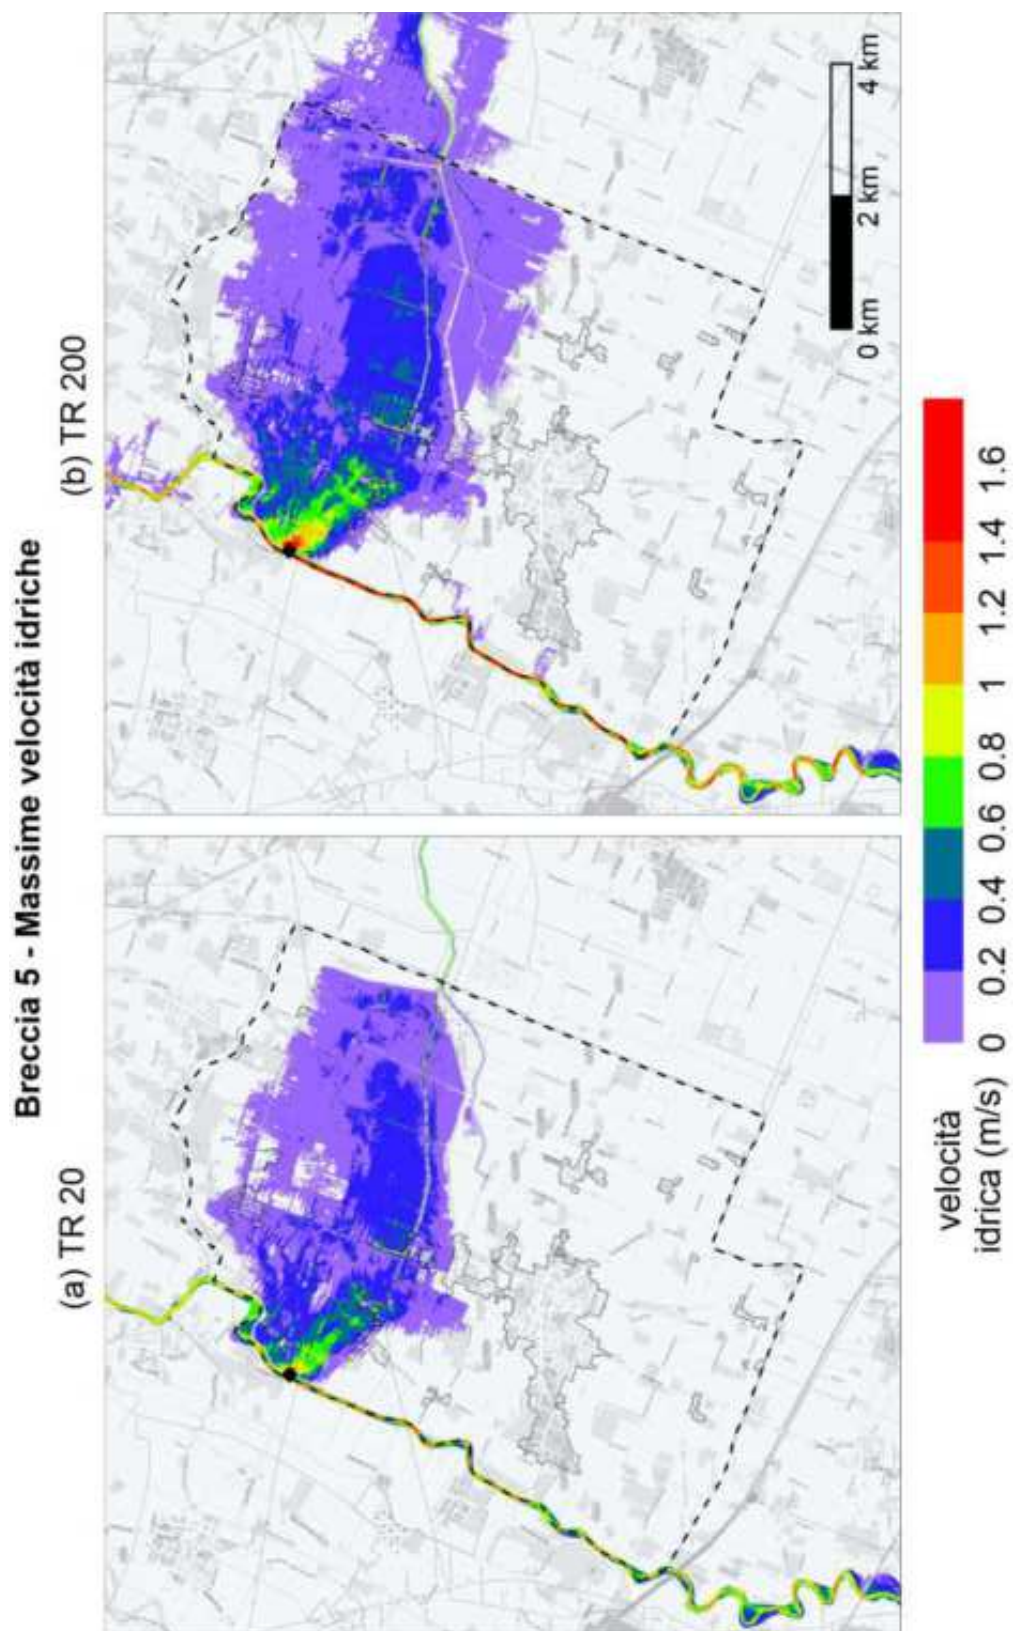 Breccia 5 - Massime velocità idriche
(a) TR 20
(b) TR 200
0 km 2 km 4 km
velocità
idrica (m/s)
0 0.2 0.4 0.6 0.8 1 1.2 1.4 1.6